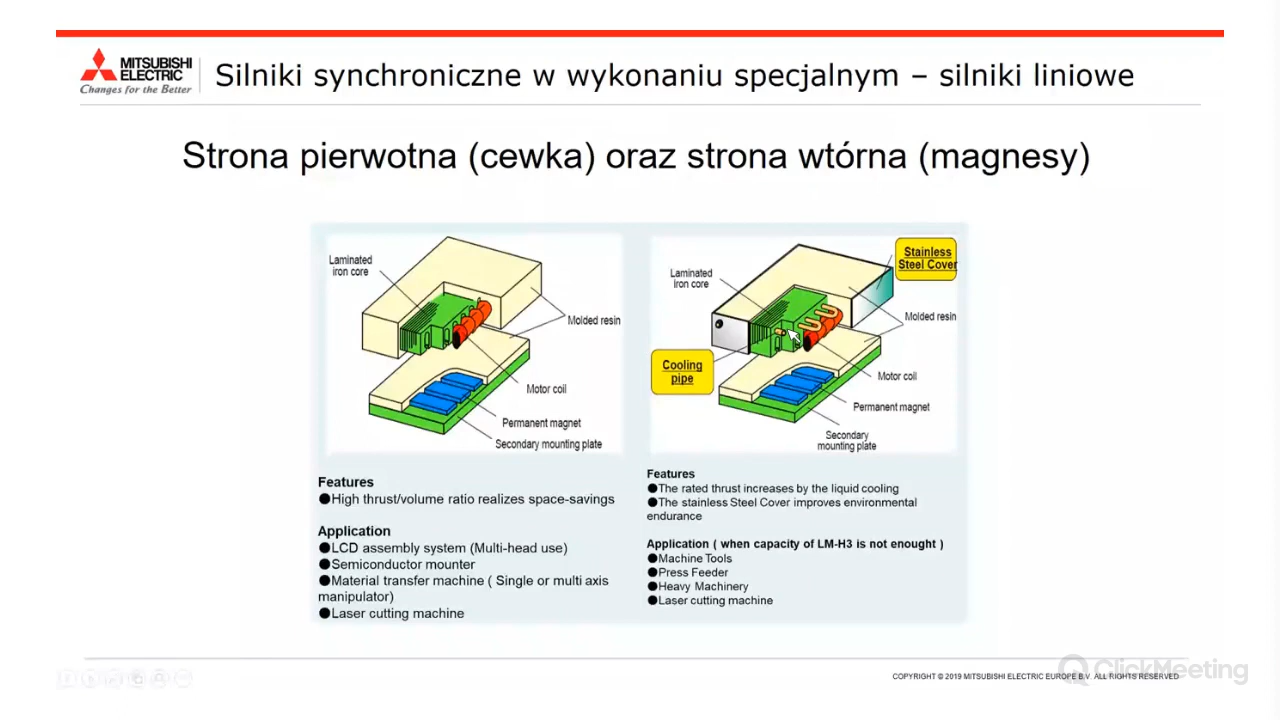 MITSUBISHI
ELECTRIC
Changes for the Better
Silniki synchroniczne w wykonaniu specjalnym – silniki liniowe
Strona pierwotna (cewka) oraz strona wtórna (magnesy)
Laminated
iron core
Molded resin
Motor coil
Permanent magnet
Secondary mounting plate
Features
●High thrust/volume ratio realizes space-savings
Application
●LCD assembly system (Multi-head use)
●Semiconductor mounter
●Material transfer machine ( Single or multi axis
manipulator)
●Laser cutting machine
Stainless
Steel Cover
Laminated
iron core
Molded resin
Cooling
pipe
Motor coil
Permanent magnet
Secondary
mounting plate
Features
●The rated thrust increases by the liquid cooling
●The stainless Steel Cover improves environmental
endurance
Application ( when capacity of LM-H3 is not enought )
●Machine Tools
●Press Feeder
●Heavy Machinery
●Laser cutting machine
ClickMeeting
COPYRIGHT © 2019 MITSUBISHI ELECTRIC EUROPE B.V. ALL RIGHTS RESERVED